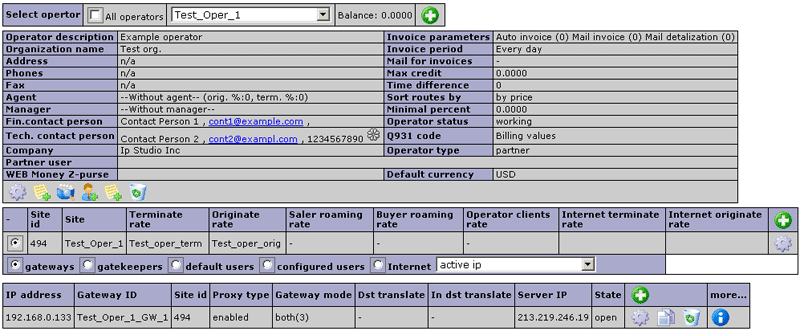 Select opertor All operators Test_Oper_1 Balance: 0.0000
Operator description Example operator Invoice parameters Auto invoice (0) Mail invoice (0) Mail detalization (0)
Organization name Test org. Invoice period Every day
Address n/a Mail for invoices -
Phones n/a Max credit 0.0000
Fax n/a Time difference 0
Agent --Without agent-- (orig. %:0, term. %:0) Sort routes by by price
Manager --Without manager-- Minimal percent 0.0000
Fin.contact person Contact Person 1 , cont1@example.com , Operator status working
Tech. contact person Contact Person 2 , cont2@exampl.com , 1234567890 Q931 code Billing values
Company Ip Studio Inc Operator type partner
Partner user
WEB Money Z-purse Default currency USD
- Site id Site Terminate rate Originate rate Saler roaming rate Buyer roaming rate Operator clients rate Internet terminate rate Internet originate rate
494 Test_Oper_1 Test_oper_term Test_oper_orig - - -
gateways gatekeepers default users configured users Internet active ip
IP address Gateway ID Site id Proxy type Gateway mode Dst translate In dst translate Server IP State more...
192.168.0.133 Test_Oper_1_GW_1 494 enabled both(3) - - 213.219.246.19 open